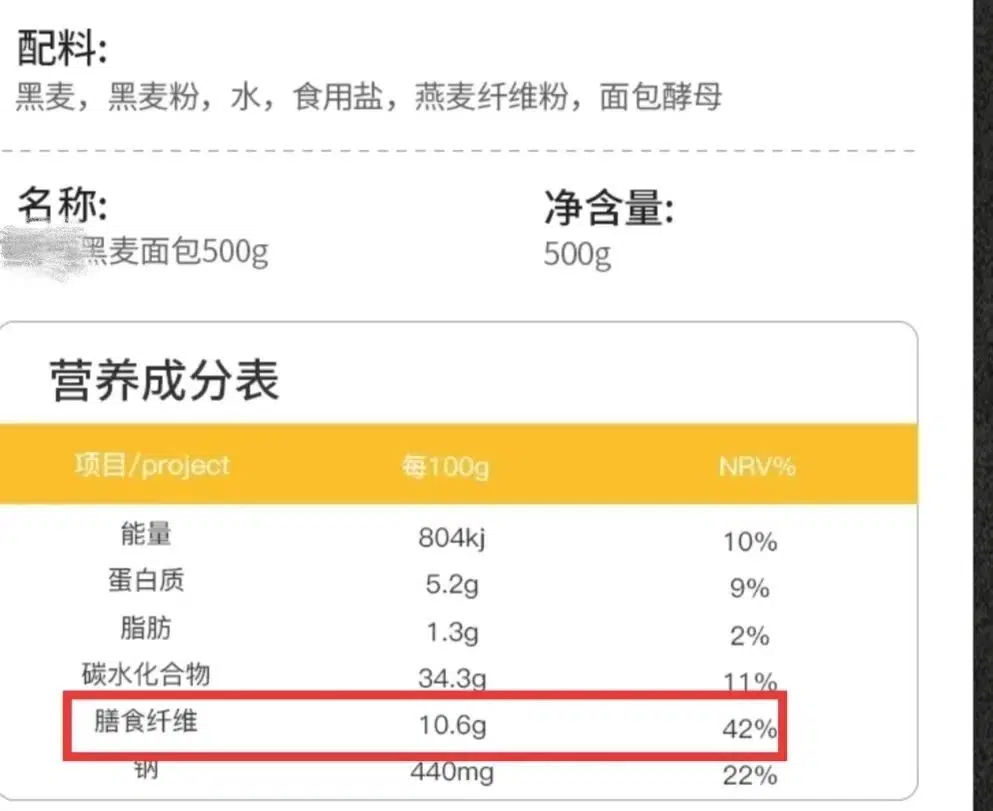 配料:
黑麦，黑麦粉，水，食用盐，燕麦纤维粉，面包酵母
名称:
黑麦面包500g
净含量:
500g
营养成分表
项目/project 每100g NRV%
能量 804kj 10%
蛋白质 5.2g 9%
脂肪 1.3g 2%
碳水化合物 34.3g 11%
膳食纤维 10.6g 42%
钠 440mg 22%